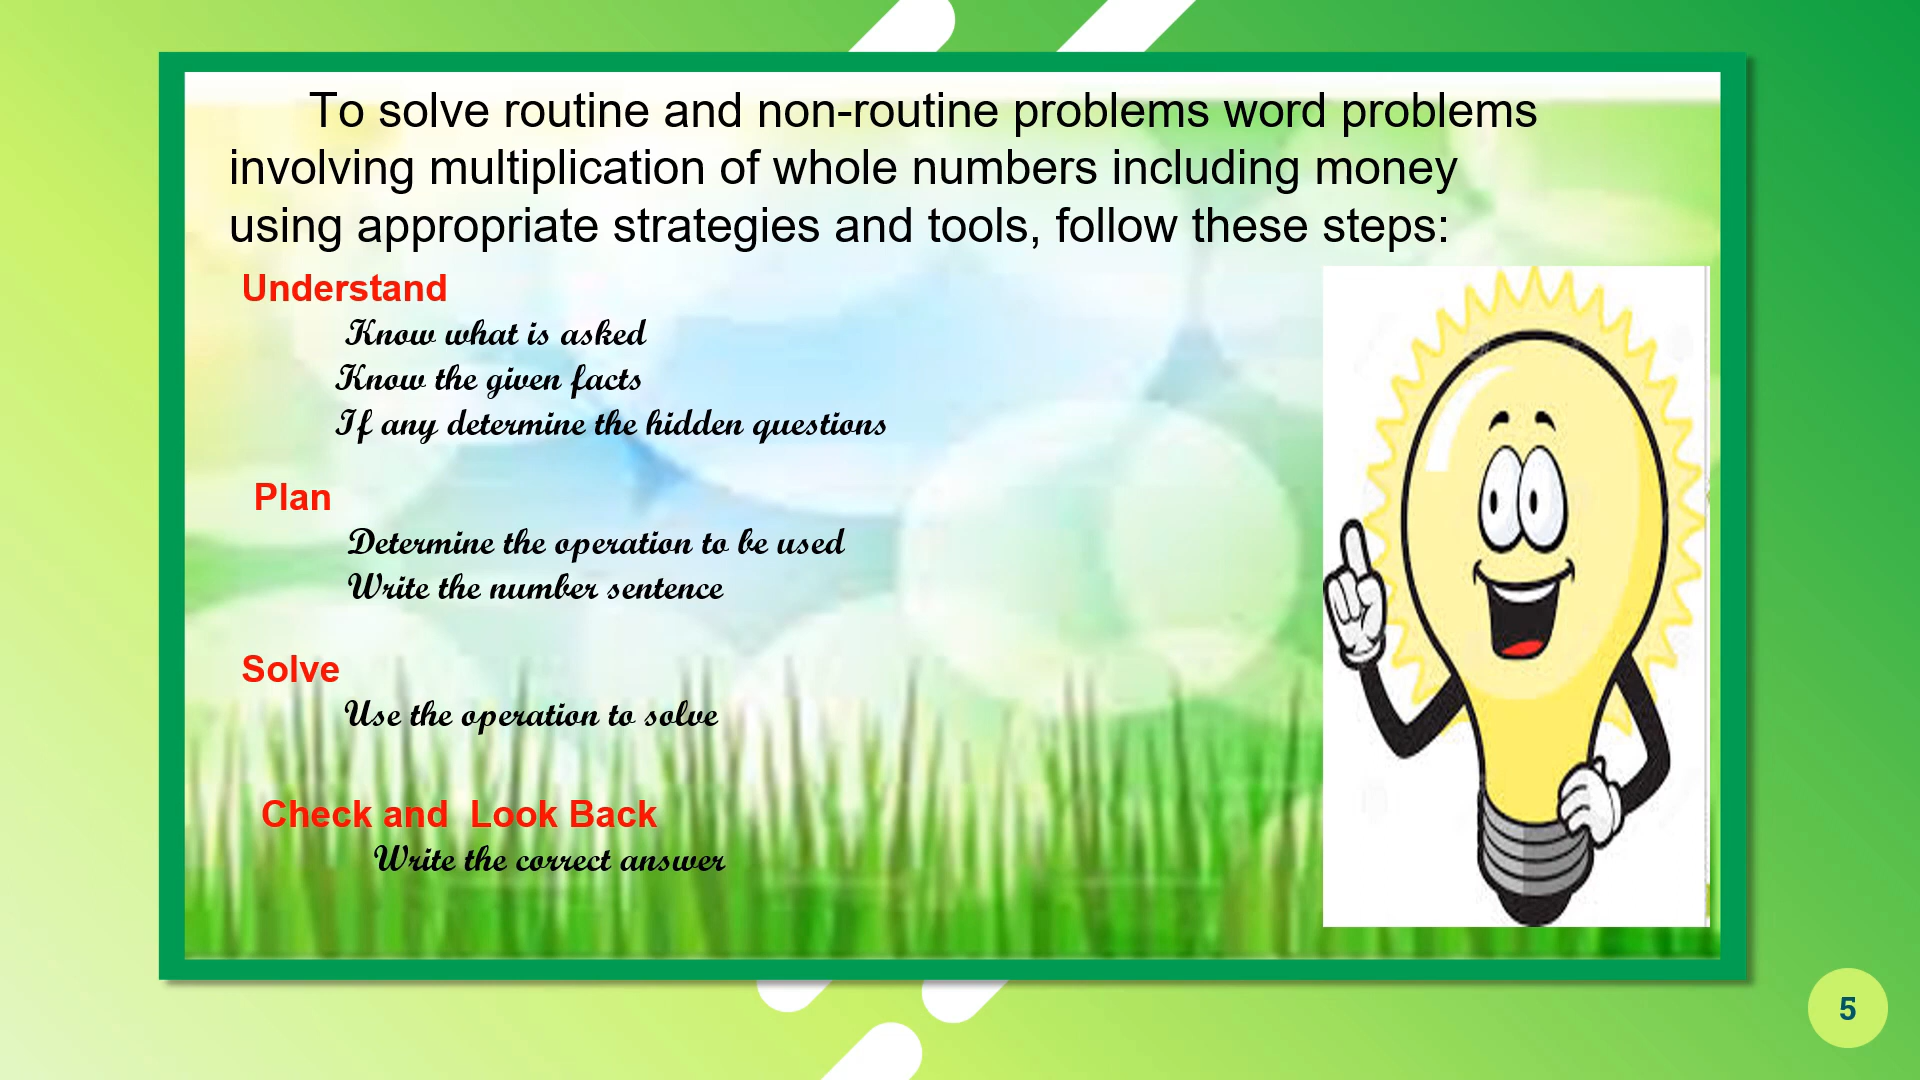 To solve routine and non-routine problems word problems
involving multiplication of whole numbers including money
using appropriate strategies and tools, follow these steps:
Understand
Know what is asked
Know the given facts
If any determine the hidden questions
Plan
Determine the operation to be used
Write the number sentence
Solve
Use the operation to solve
Check and  Look Back
Write the correct answer
5